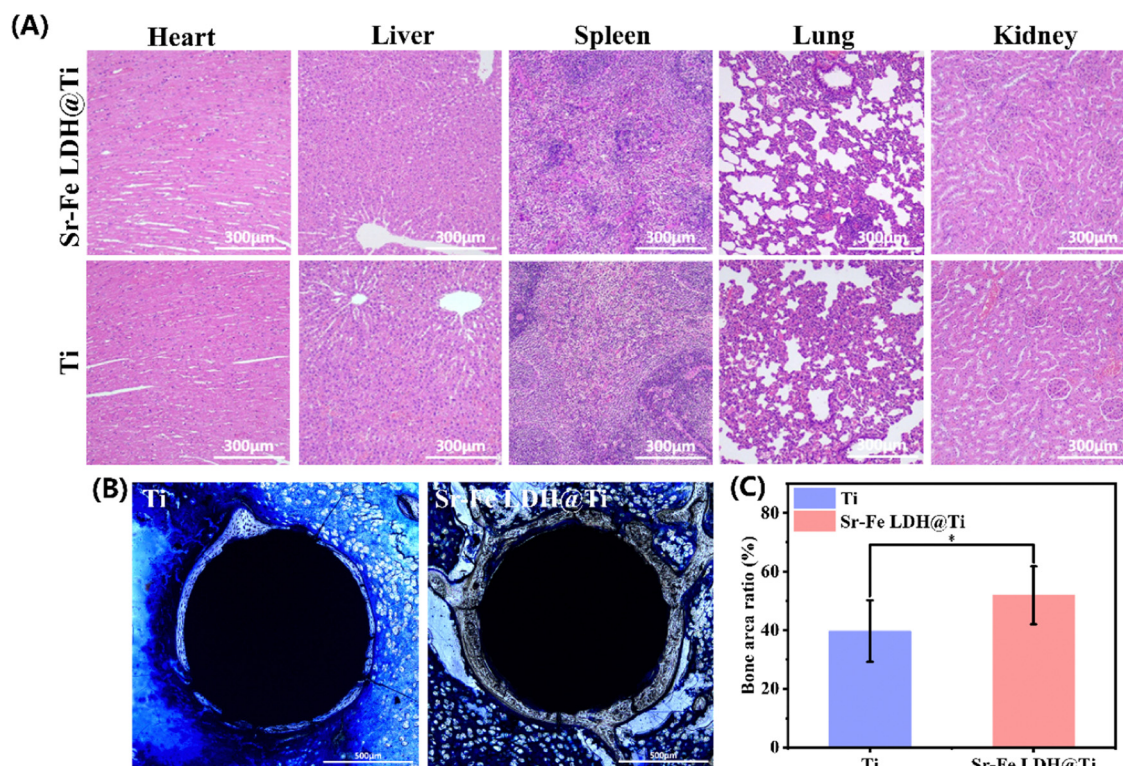 (A)
Heart Liver Spleen Lung Kidney
Sr-Fe LDH@Ti
300μm 300μm 300μm 300μm 300μm
Ti
300μm 300μm 300μm 300μm 300μm
(B)
Ti
500μm
Sr-Fe LDH@Ti
500μm
(C)
Ti
Sr-Fe LDH@Ti
*
Bone arca ratio (%)
80
60
40
20
0
Ti Sr-Fe LDH@Ti